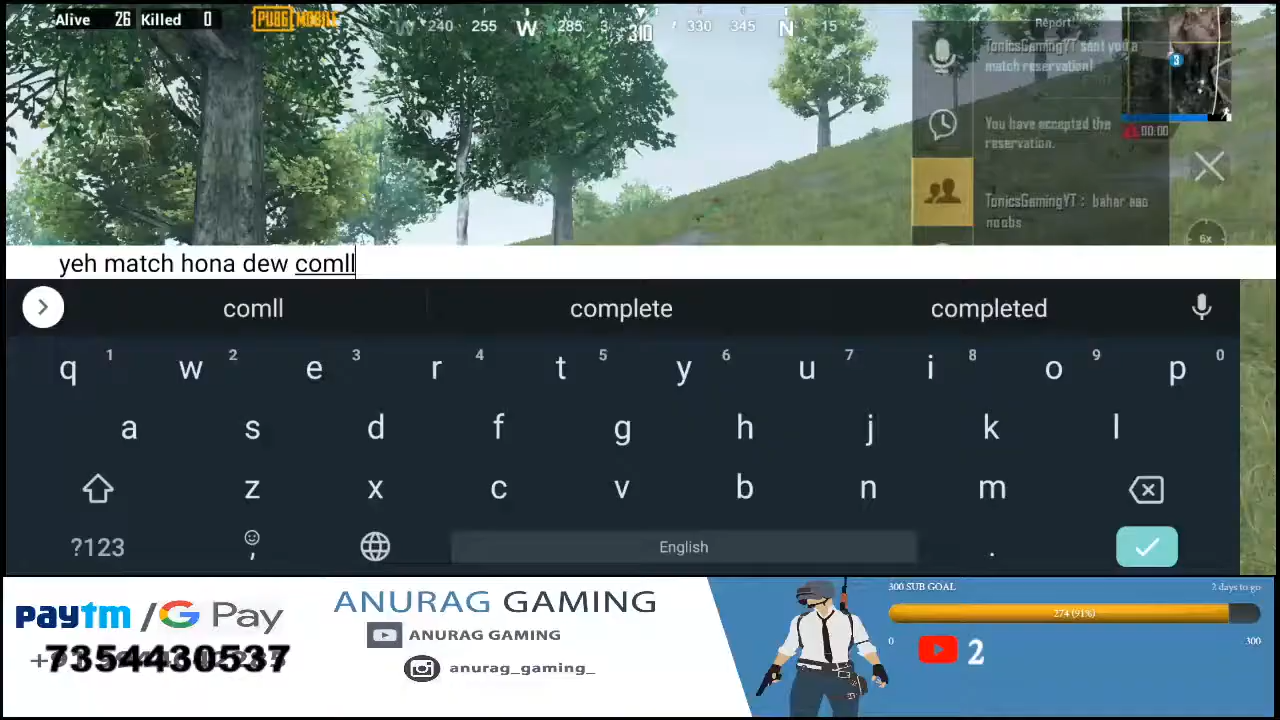 Alive 26 Killed 0
PUBG MOBILE
W 240 255 W 285 3 310 330 345 N 15
Report
TonicsGamingYT sent you a
match reservation!
You have accepted the
reservation.
TonicsGamingYT : bahar aao
noobs
3
00:00
6x
yeh match hona dew comll
comll complete completed
q 1 w 2 e 3 r 4 t 5 y 6 u 7 i 8 o 9 p 0
a s d f g h j k l
z x c v b n m
?123 , English .
paytm / G Pay
7354430537
ANURAG GAMING
ANURAG GAMING
anurag_gaming_
300 SUB GOAL 2 days to go
274 (91%)
0 300
2